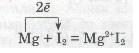 2ē
Mg + I₂ = Mg²⁺I⁻₂